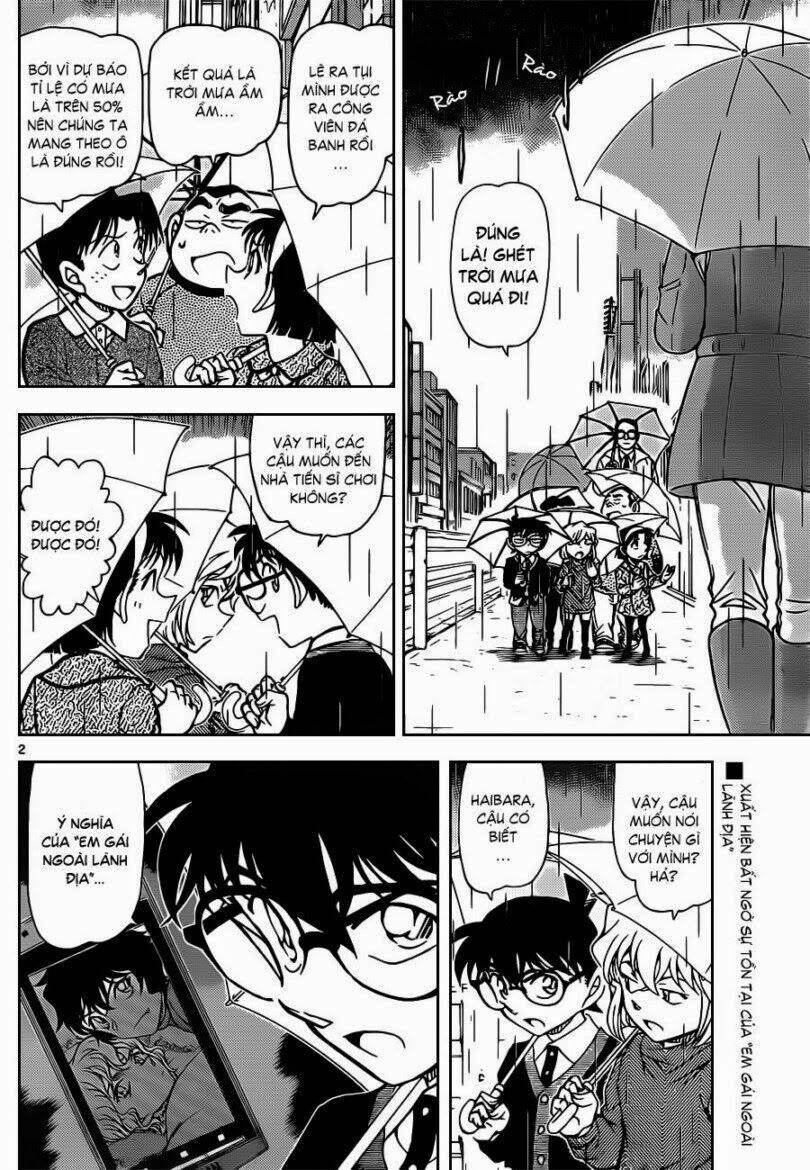 Rào
Rào
ĐÚNG
LÀ! GHÉT
TRỜI MƯA
QUÁ ĐI!
LẼ RA TỤI
MÌNH ĐƯỢC
RA CÔNG
VIÊN ĐÁ
BANH RỒI
...
KẾT QUẢ LÀ
TRỜI MƯA ẦM
ẦM...
BỞI VÌ DỰ BÁO
TỈ LỆ CÓ MƯA
LÀ TRÊN 50%
NÊN CHÚNG TA
MANG THEO Ô
LÀ ĐÚNG RỒI!
VẬY THÌ, CÁC
CẬU MUỐN ĐẾN
NHÀ TIẾN SĨ CHƠI
KHÔNG?
ĐƯỢC ĐÓ!
ĐƯỢC ĐÓ!
2
XUẤT HIỆN BẤT NGỜ SỰ TỒN TẠI CỦA "EM GÁI NGOÀI
LÃNH ĐỊA"
VẬY, CẬU
MUỐN NÓI
CHUYỆN GÌ
VỚI MÌNH?
HẢ?
HAIBARA,
CẬU CÓ
BIẾT
...
Ý NGHĨA
CỦA "EM GÁI
NGOÀI LÃNH
ĐỊA"...